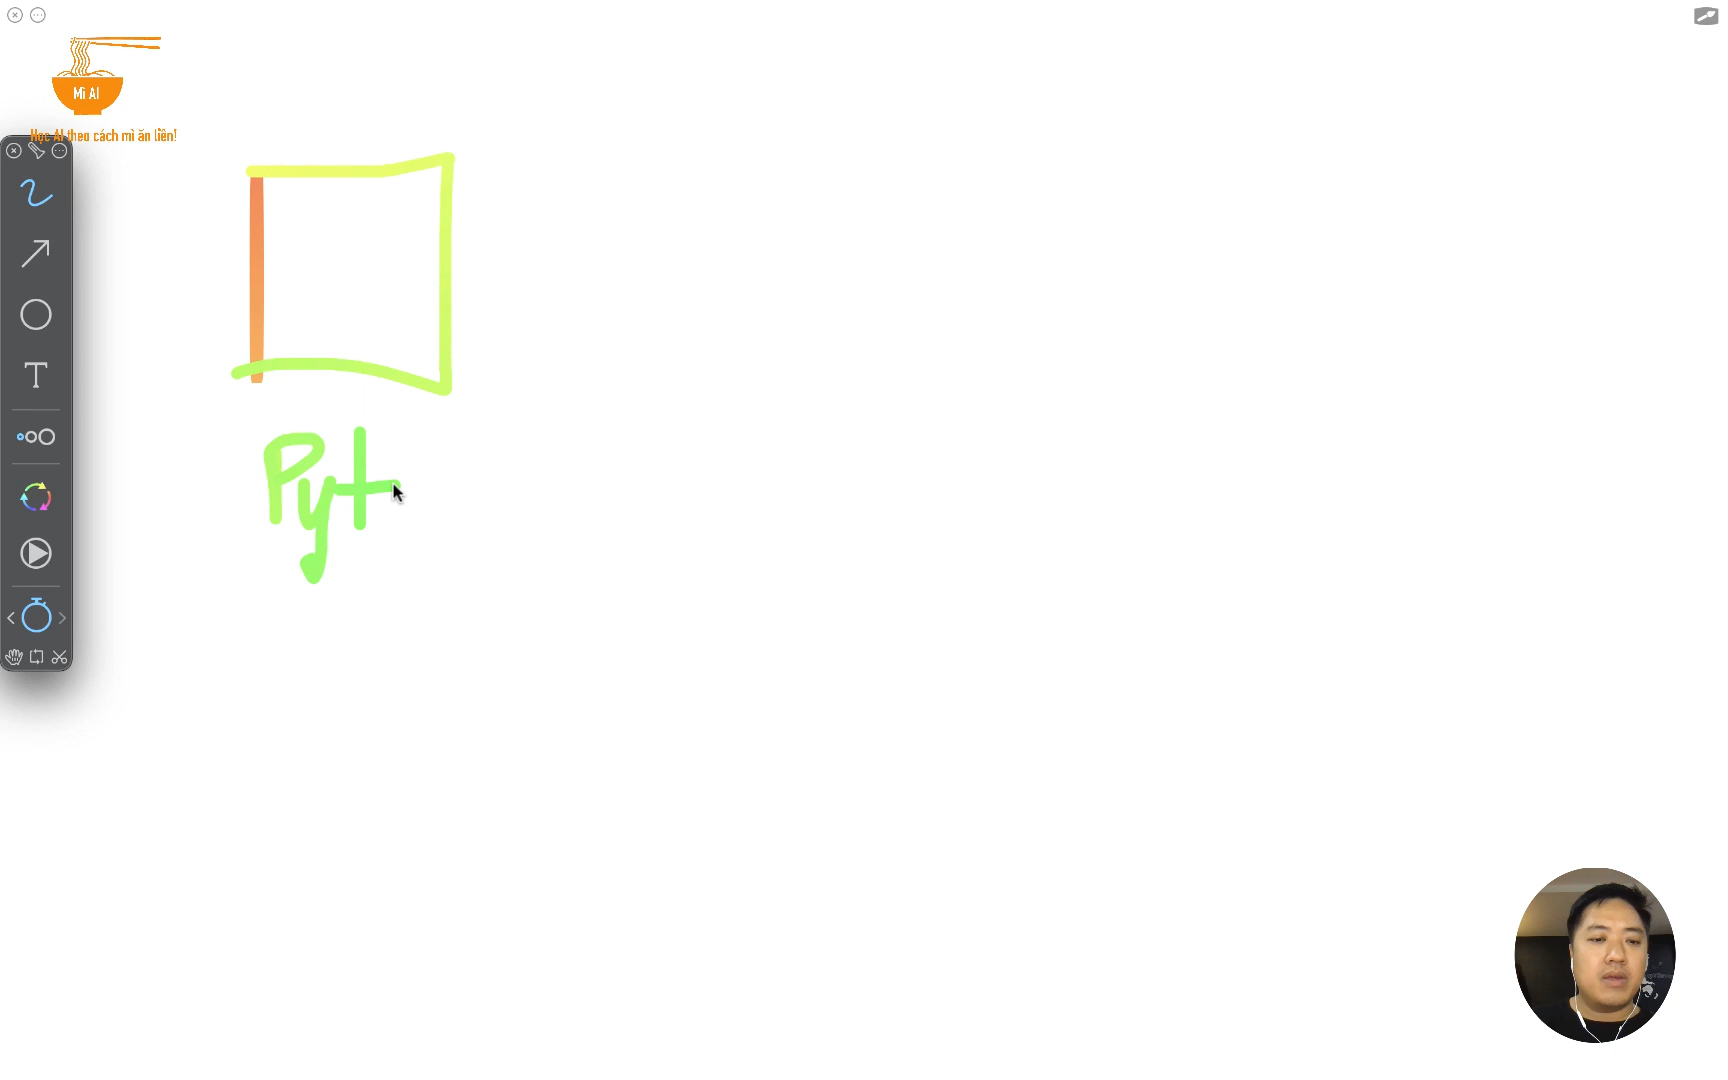 Mì AI
Học AI theo cách mì ăn liền!
T
Pyt